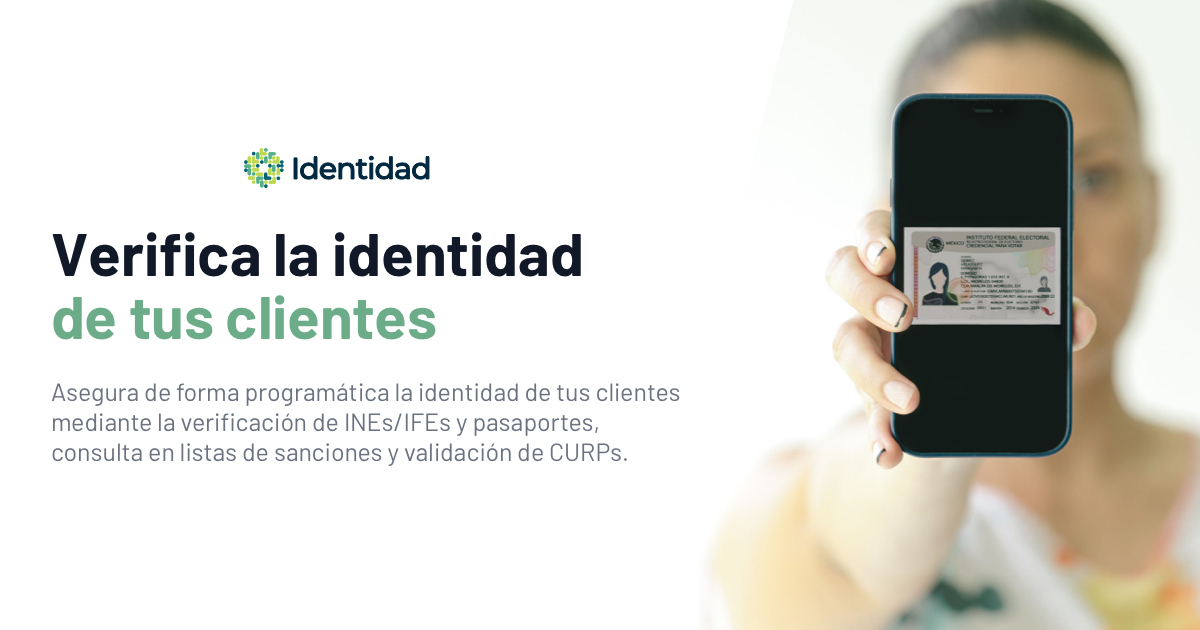 Identidad
Verifica la identidad
de tus clientes
Asegura de forma programática la identidad de tus clientes
mediante la verificación de INEs/IFEs y pasaportes,
consulta en listas de sanciones y validación de CURPs.
MÉXICO
INSTITUTO FEDERAL ELECTORAL
CREDENCIAL PARA VOTAR